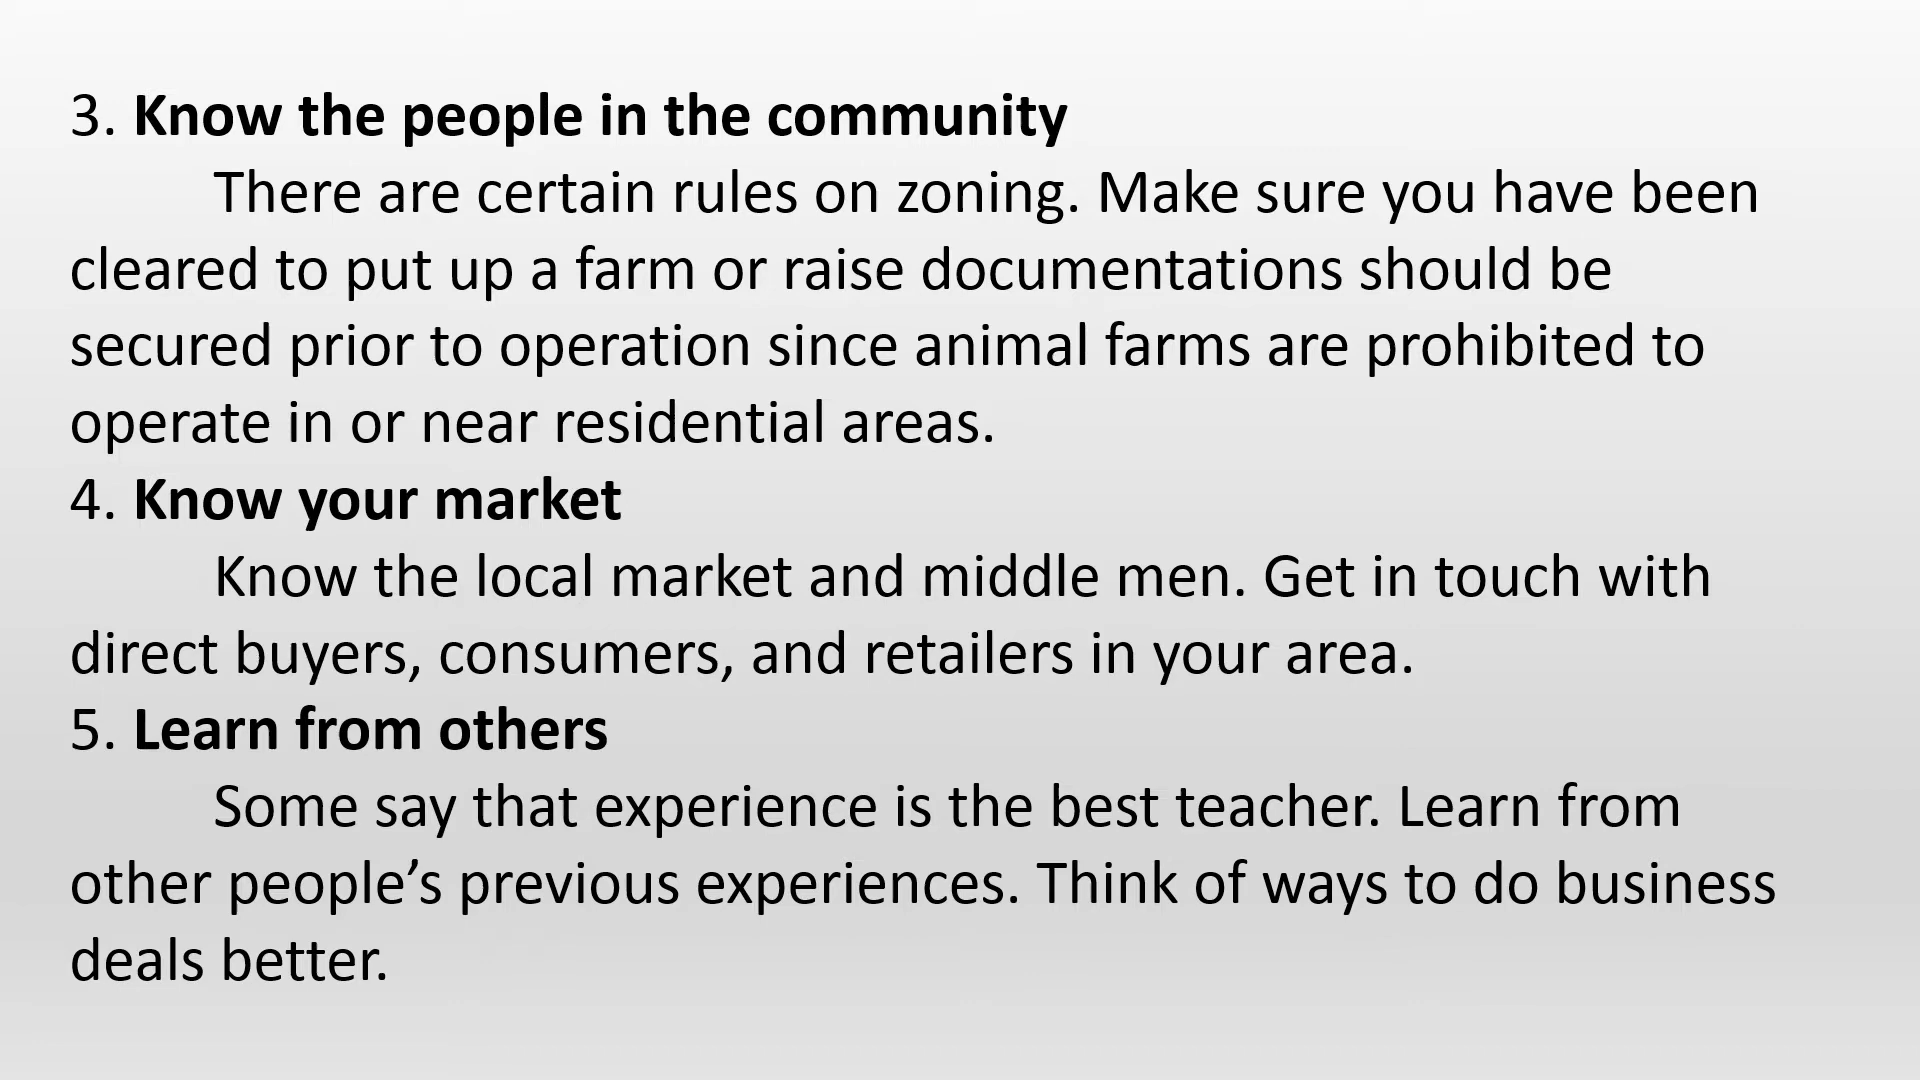 3. Know the people in the community
There are certain rules on zoning. Make sure you have been
cleared to put up a farm or raise documentations should be
secured prior to operation since animal farms are prohibited to
operate in or near residential areas.
4. Know your market
Know the local market and middle men. Get in touch with
direct buyers, consumers, and retailers in your area.
5. Learn from others
Some say that experience is the best teacher. Learn from
other people’s previous experiences. Think of ways to do business
deals better.